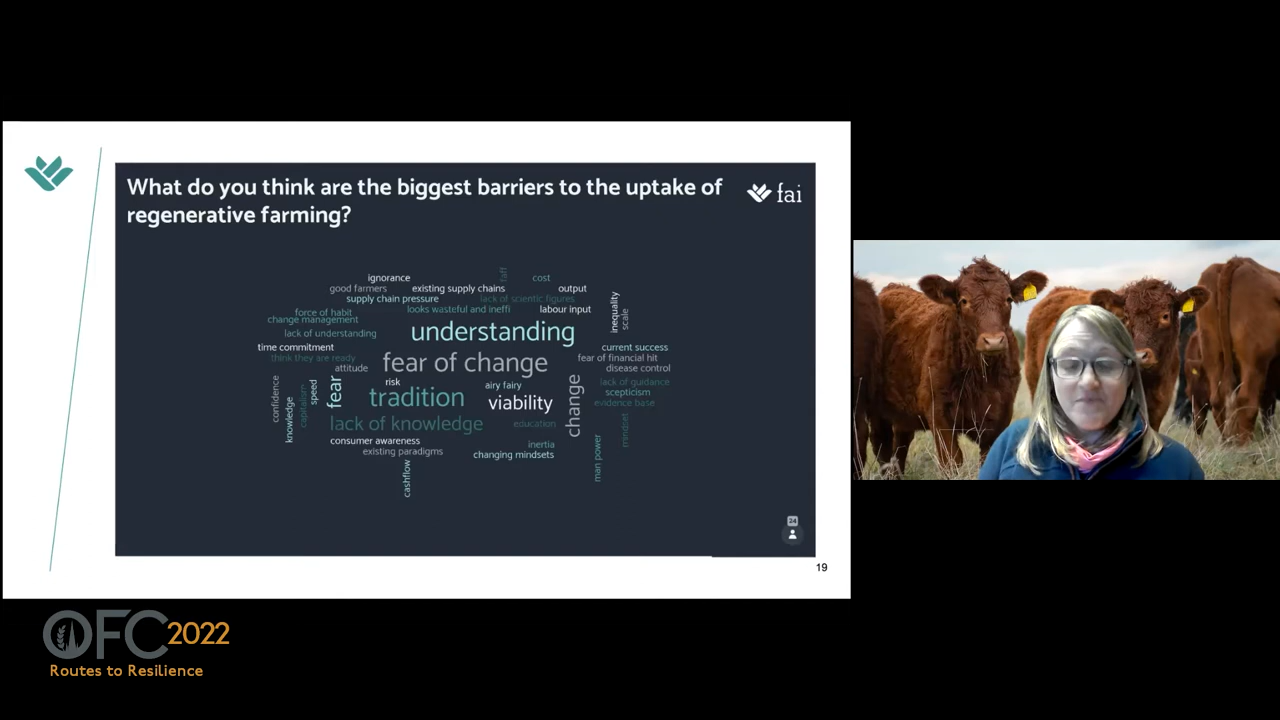 What do you think are the biggest barriers to the uptake of
regenerative farming?
fai
ignorance
faff
cost
good farmers
existing supply chains
output
supply chain pressure
lack of scientific figures
inequality
scale
force of habit
looks wasteful and ineffi
labour input
change management
understanding
lack of understanding
time commitment
current success
think they are ready
fear of change
fear of financial hit
attitude
disease control
confidence
knowledge
capitalism
speed
fear
risk
airy fairy
change
lack of guidance
tradition
viability
scepticism
evidence base
lack of knowledge
education
mindset
consumer awareness
inertia
man power
existing paradigms
changing mindsets
cashflow
34
19
OFC2022
Routes to Resilience